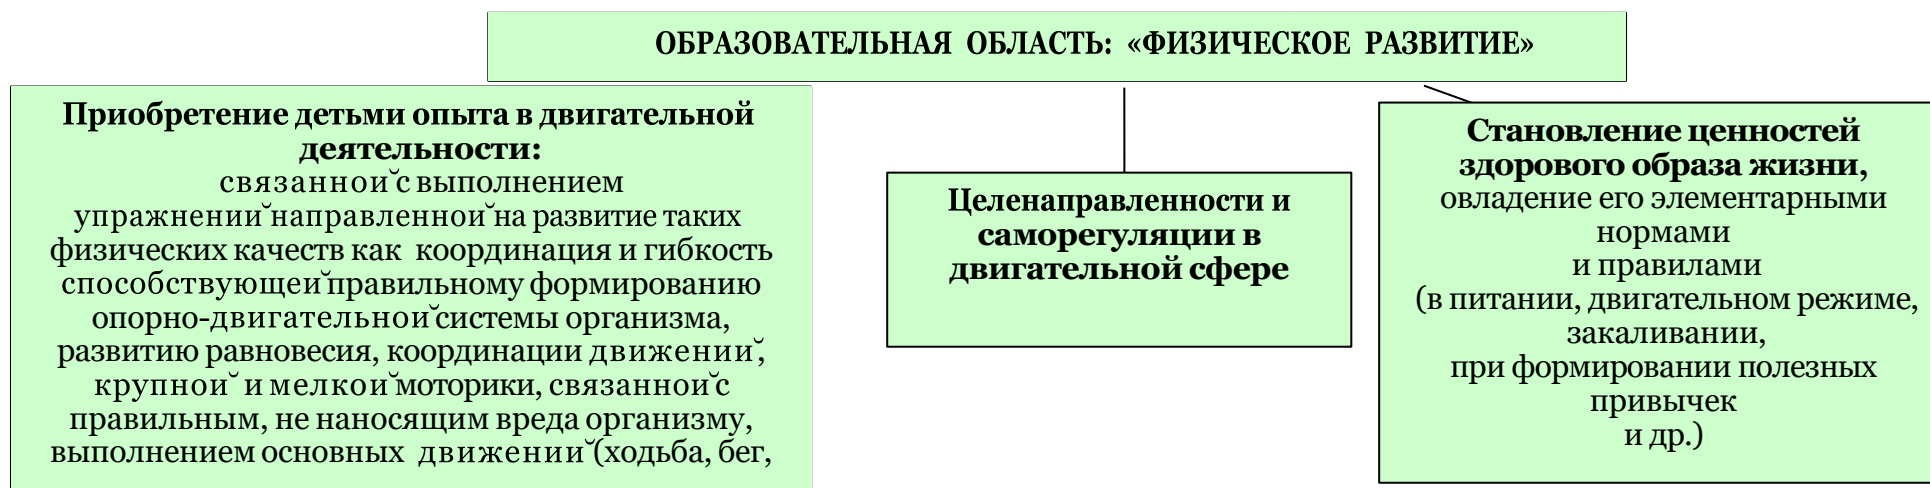 ОБРАЗОВАТЕЛЬНАЯ ОБЛАСТЬ: «ФИЗИЧЕСКОЕ РАЗВИТИЕ»
Приобретение детьми опыта в двигательной
деятельности:
связанной с выполнением
упражнений направленной на развитие таких
физических качеств как координация и гибкость
способствующей правильному формированию
опорно-двигательной системы организма,
развитию равновесия, координации движений,
крупной и мелкой моторики, связанной с
правильным, не наносящим вреда организму,
выполнением основных движений (ходьба, бег,
Целенаправленности и
саморегуляции в
двигательной сфере
Становление ценностей
здорового образа жизни,
овладение его элементарными
нормами
и правилами
(в питании, двигательном режиме,
закаливании,
при формировании полезных
привычек
и др.)